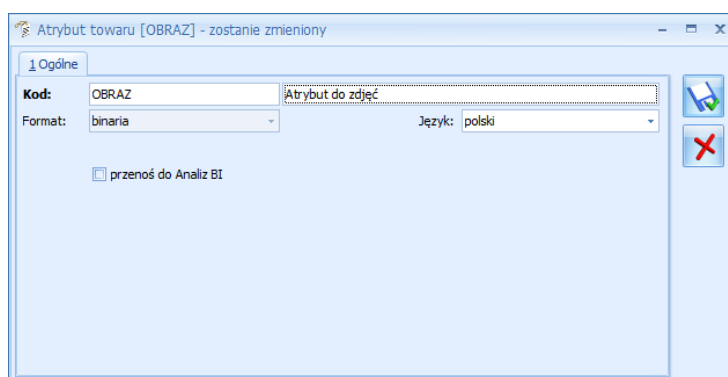 Atrybut towaru [OBRAZ] - zostanie zmieniony
1 Ogólne
Kod: OBRAZ Atrybut do zdjęć
Format: binaria Język: polski
przenoś do Analiz BI